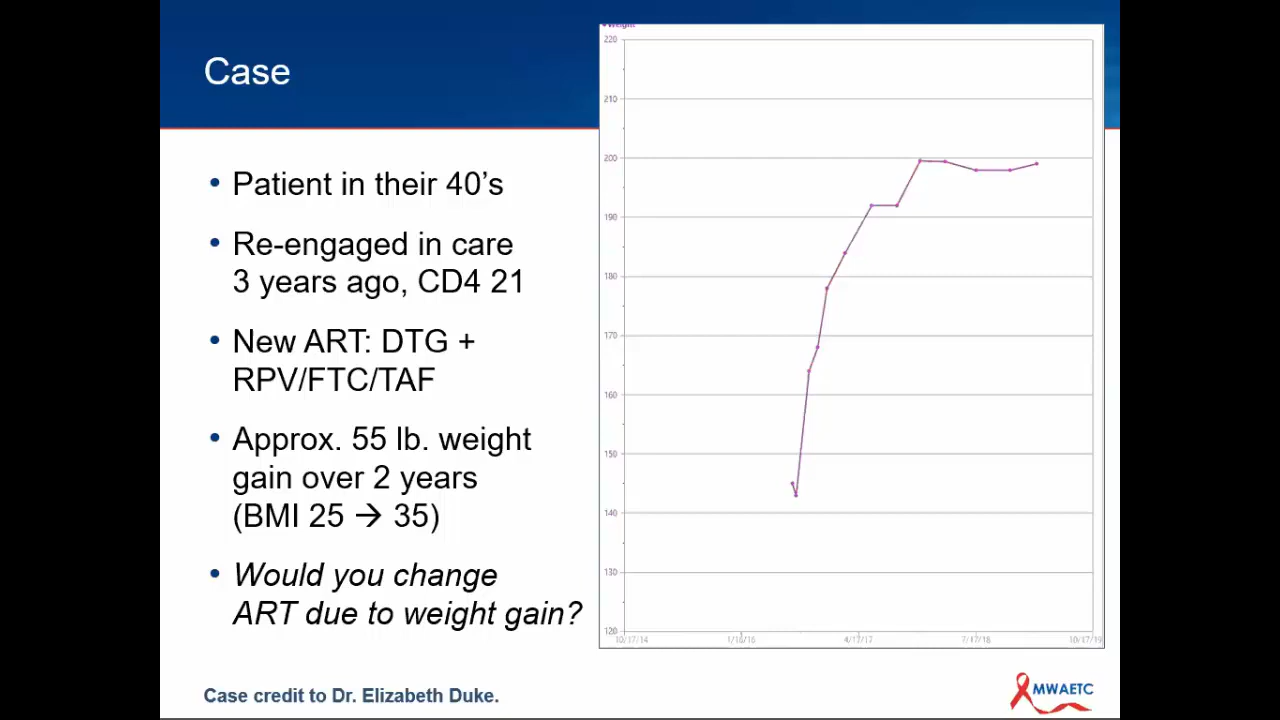 Case
• Patient in their 40’s
• Re-engaged in care
3 years ago, CD4 21
• New ART: DTG +
RPV/FTC/TAF
• Approx. 55 lb. weight
gain over 2 years
(BMI 25 → 35)
• Would you change
ART due to weight gain?
Case credit to Dr. Elizabeth Duke.
Weight
220
210
200
190
180
170
160
150
140
130
120
10/17/14
1/16/16
4/17/17
7/17/18
10/17/19
MWAETC